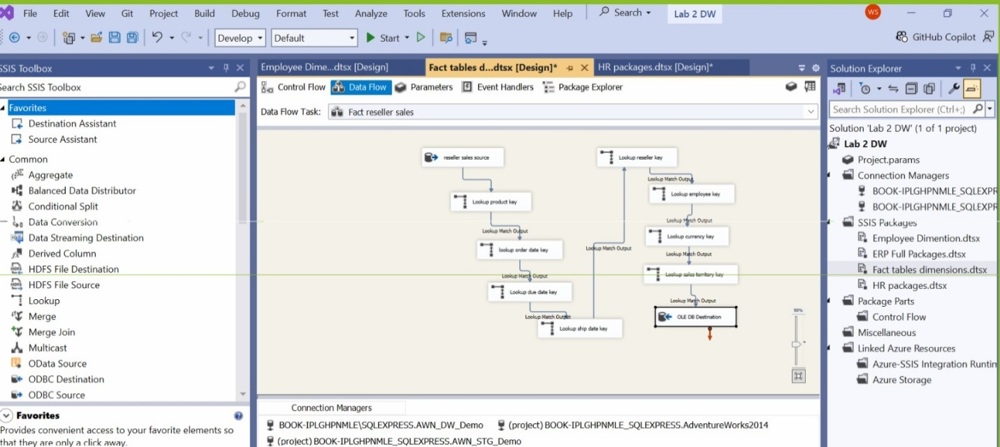 File Edit View Git Project Build Debug Format Test Analyze Tools Extensions Window Help Search Lab 2 DW WS
Develop Default Start GitHub Copilot
SSIS Toolbox
Search SSIS Toolbox
Favorites
Destination Assistant
Source Assistant
Common
Aggregate
Balanced Data Distributor
Conditional Split
Data Conversion
Data Streaming Destination
Derived Column
HDFS File Destination
HDFS File Source
Lookup
Merge
Merge Join
Multicast
OData Source
ODBC Destination
ODBC Source
Favorites
Provides convenient access to your favorite elements so
that they are only a click away.
Employee Dime...dtsx [Design] Fact tables d...dtsx [Design]* HR packages.dtsx [Design]*
Control Flow Data Flow Parameters Event Handlers Package Explorer
Data Flow Task: Fact reseller sales
reseller sales source
Lookup product key
Lookup Match Output
lookup order date key
Lookup Match Output
Lookup due date key
Lookup Match Output
Lookup ship date key
Lookup Match Output
Lookup reseller key
Lookup Match Output
Lookup employee key
Lookup Match Output
Lookup currency key
Lookup Match Output
Lookup sales territory key
Lookup Match Output
OLE DB Destination
90%
Connection Managers
BOOK-IPLGHPNMLE\SQLEXPRESS.AWN_DW_Demo (project) BOOK-IPLGHPNMLE_SQLEXPRESS.AdventureWorks2014
(project) BOOK-IPLGHPNMLE_SQLEXPRESS.AWN_STG_Demo
Solution Explorer
Search Solution Explorer (Ctrl+;)
Solution 'Lab 2 DW' (1 of 1 project)
Lab 2 DW
Project.params
Connection Managers
BOOK-IPLGHPNMLE_SQLEXPR
BOOK-IPLGHPNMLE_SQLEXPR
SSIS Packages
Employee Dimention.dtsx
ERP Full Packages.dtsx
Fact tables dimensions.dtsx
HR packages.dtsx
Package Parts
Control Flow
Miscellaneous
Linked Azure Resources
Azure-SSIS Integration Runtim
Azure Storage